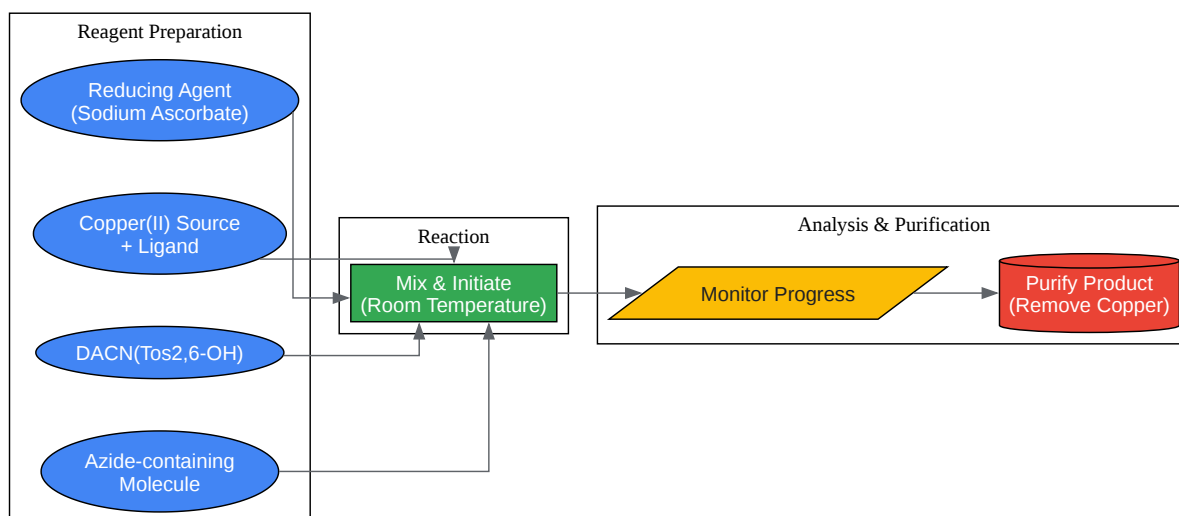 Reagent Preparation
Reducing Agent
(Sodium Ascorbate)
Copper(II) Source
+ Ligand
DACN(Tos2,6-OH)
Azide-containing
Molecule
Reaction
Mix & Initiate
(Room Temperature)
Analysis & Purification
Monitor Progress
Purify Product
(Remove Copper)